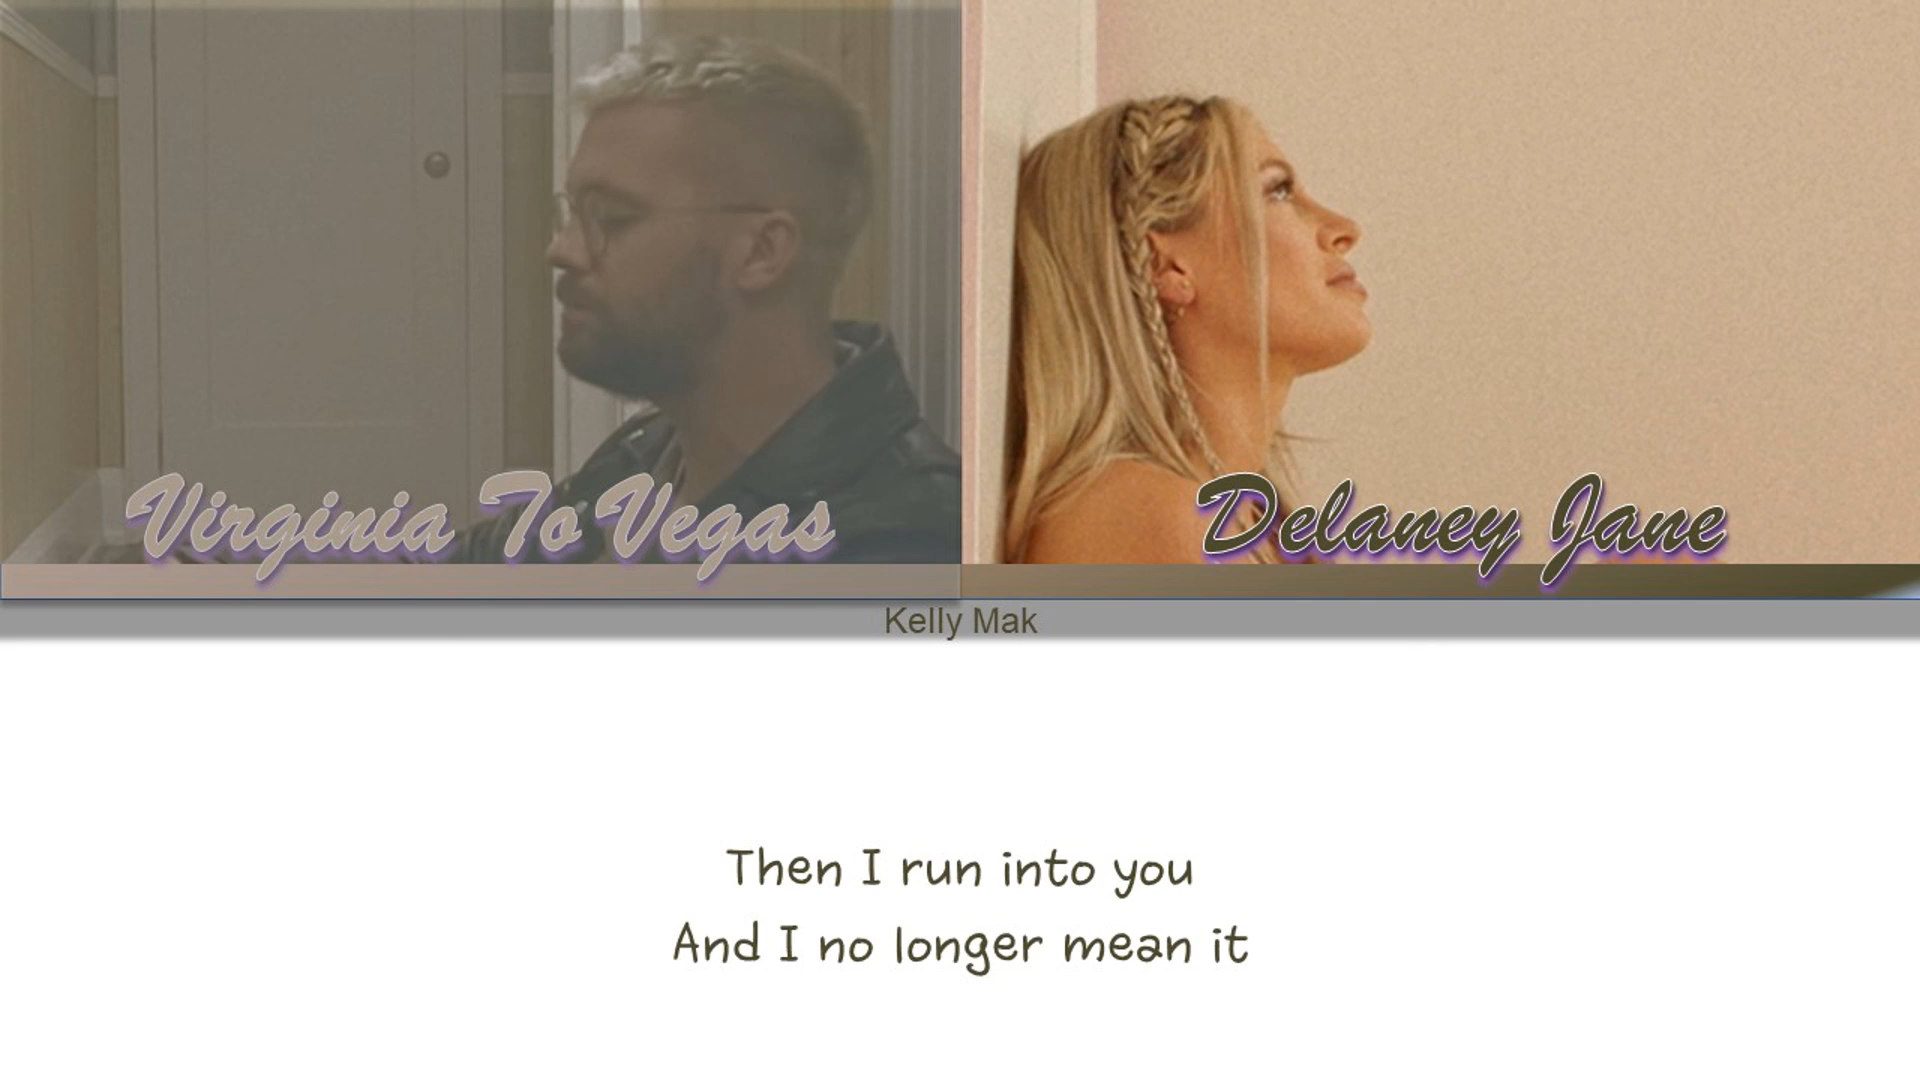 Virginia To Vegas
Delaney Jane
Kelly Mak
Then I run into you
And I no longer mean it